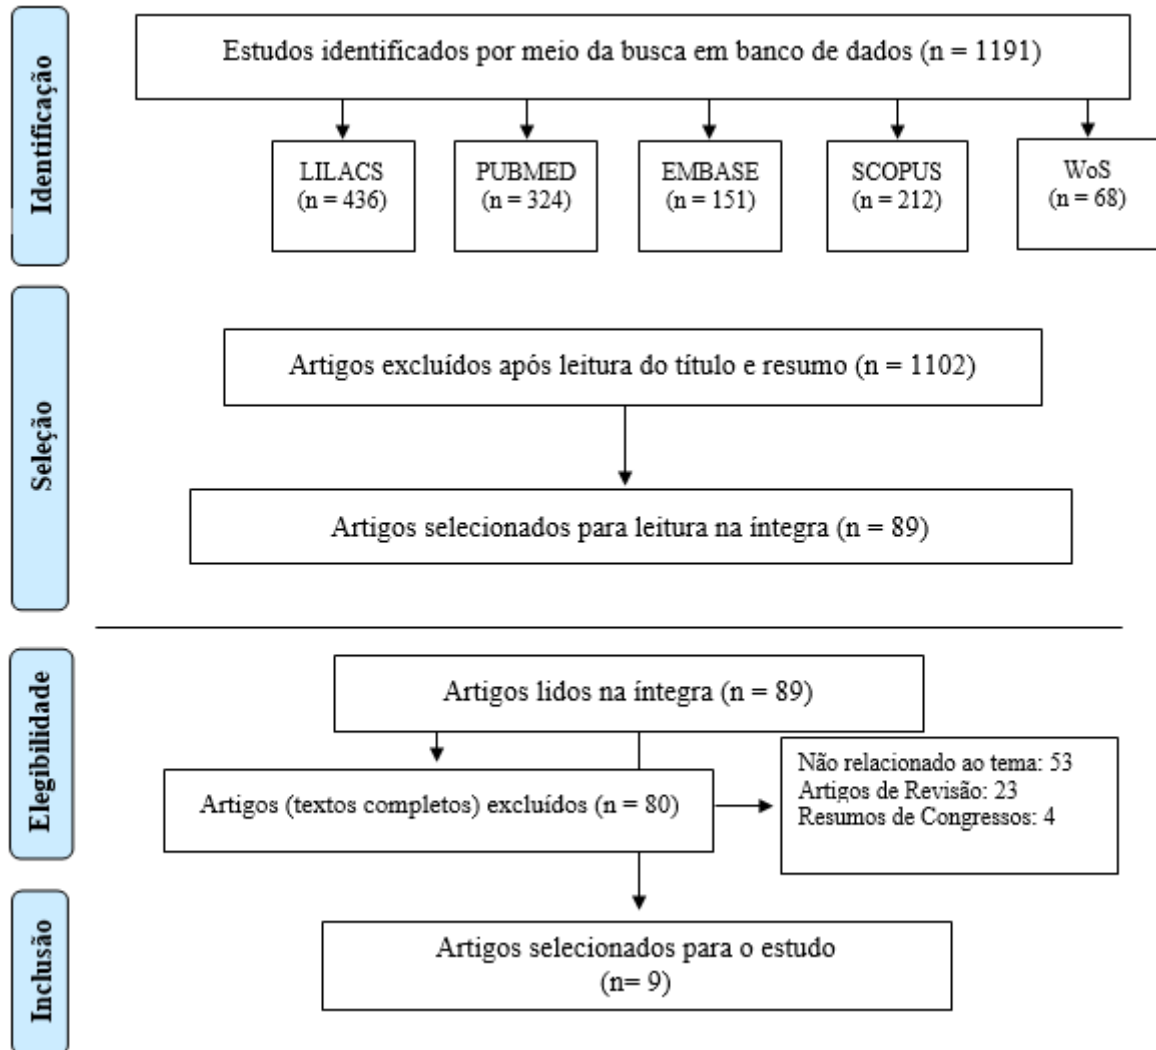 Identificação
Estudos identificados por meio da busca em banco de dados (n = 1191)
LILACS
(n = 436)
PUBMED
(n = 324)
EMBASE
(n = 151)
SCOPUS
(n = 212)
WoS
(n = 68)
Seleção
Artigos excluídos após leitura do título e resumo (n = 1102)
Artigos selecionados para leitura na íntegra (n = 89)
Elegibilidade
Artigos lidos na íntegra (n = 89)
Artigos (textos completos) excluídos (n = 80)
Não relacionado ao tema: 53
Artigos de Revisão: 23
Resumos de Congressos: 4
Inclusão
Artigos selecionados para o estudo
(n= 9)